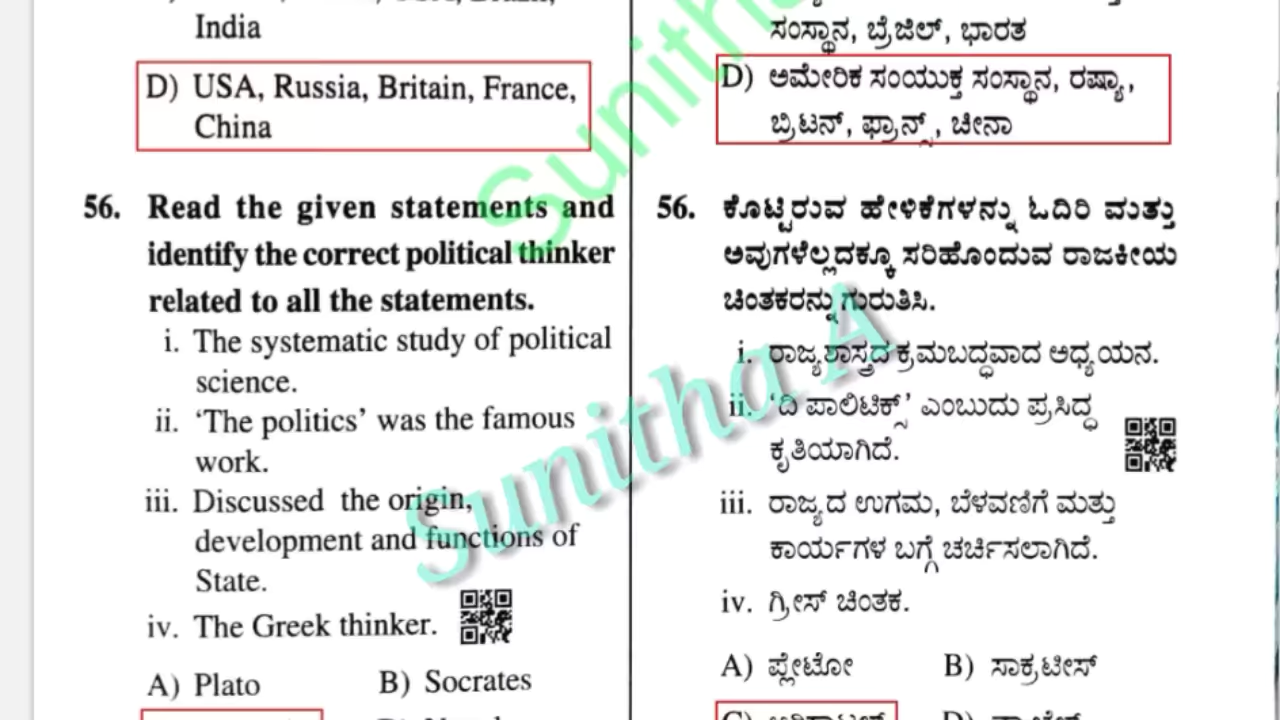 India
D) USA, Russia, Britain, France,
China
56. Read the given statements and
identify the correct political thinker
related to all the statements.
i. The systematic study of political
science.
ii. ‘The politics’ was the famous
work.
iii. Discussed the origin,
development and functions of
State.
iv. The Greek thinker.
A) Plato B) Socrates
ಸಂಸ್ಥಾನ, ಬ್ರೆಜಿಲ್, ಭಾರತ
D) ಅಮೇರಿಕ ಸಂಯುಕ್ತ ಸಂಸ್ಥಾನ, ರಷ್ಯಾ,
ಬ್ರಿಟನ್, ಫ್ರಾನ್ಸ್, ಚೀನಾ
56. ಕೊಟ್ಟಿರುವ ಹೇಳಿಕೆಗಳನ್ನು ಓದಿರಿ ಮತ್ತು
ಅವುಗಳೆಲ್ಲದಕ್ಕೂ ಸರಿಹೊಂದುವ ರಾಜಕೀಯ
ಚಿಂತಕರನ್ನು ಗುರುತಿಸಿ.
i. ರಾಜ್ಯಶಾಸ್ತ್ರದ ಕ್ರಮಬದ್ಧವಾದ ಅಧ್ಯಯನ.
ii. ‘ದಿ ಪಾಲಿಟಿಕ್ಸ್’ ಎಂಬುದು ಪ್ರಸಿದ್ಧ
ಕೃತಿಯಾಗಿದೆ.
iii. ರಾಜ್ಯದ ಉಗಮ, ಬೆಳವಣಿಗೆ ಮತ್ತು
ಕಾರ್ಯಗಳ ಬಗ್ಗೆ ಚರ್ಚಿಸಲಾಗಿದೆ.
iv. ಗ್ರೀಸ್ ಚಿಂತಕ.
A) ಪ್ಲೇಟೋ B) ಸಾಕ್ರಟೀಸ್
Sunitha
Sunitha A